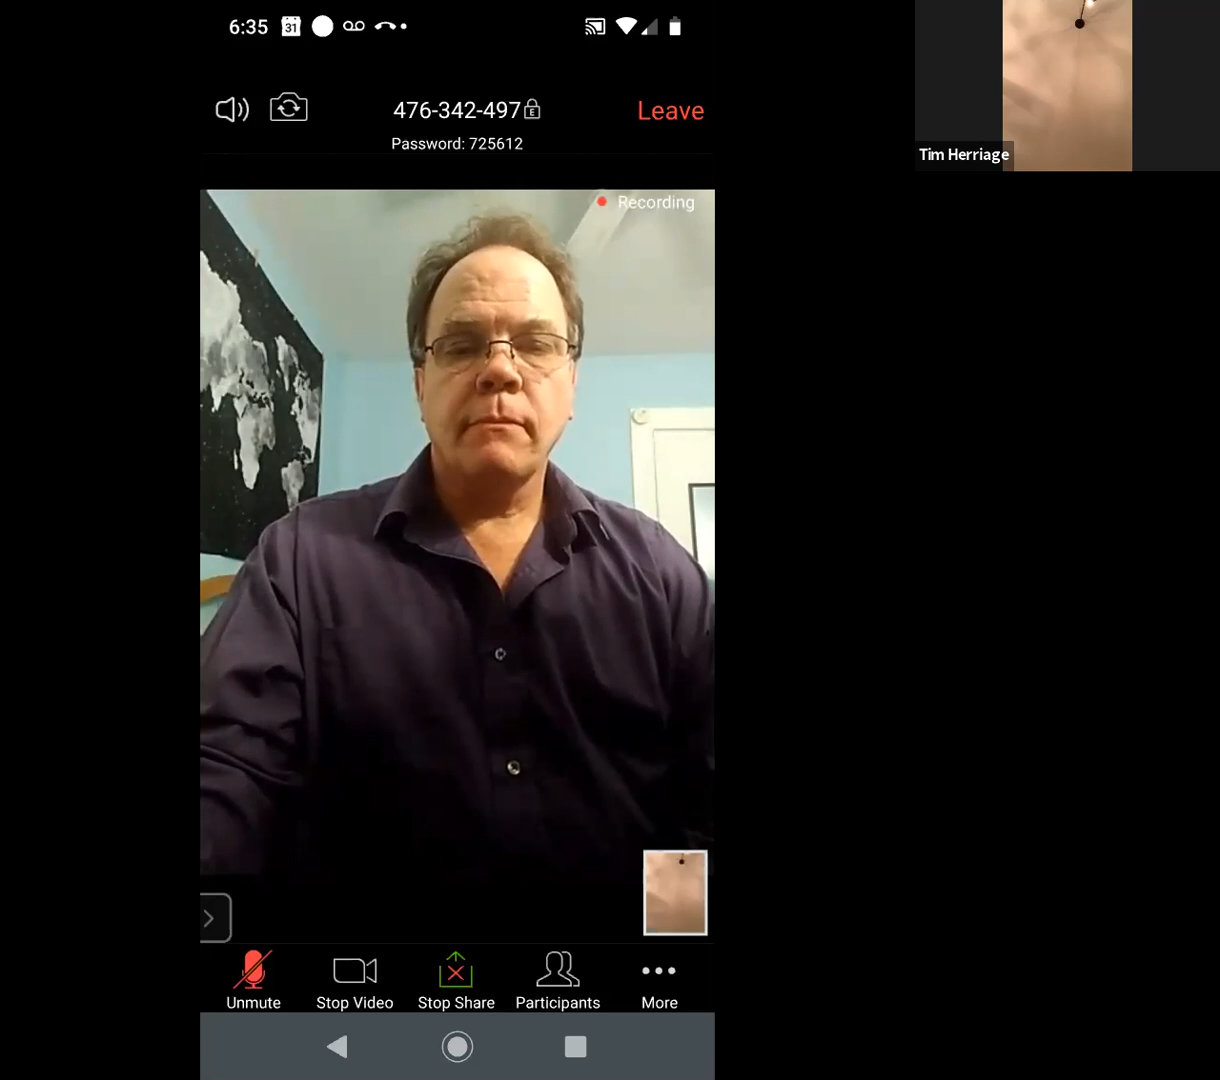 6:35 31
476-342-497 E
Leave
Password: 725612
Recording
Tim Herriage
Unmute
Stop Video
Stop Share
Participants
More